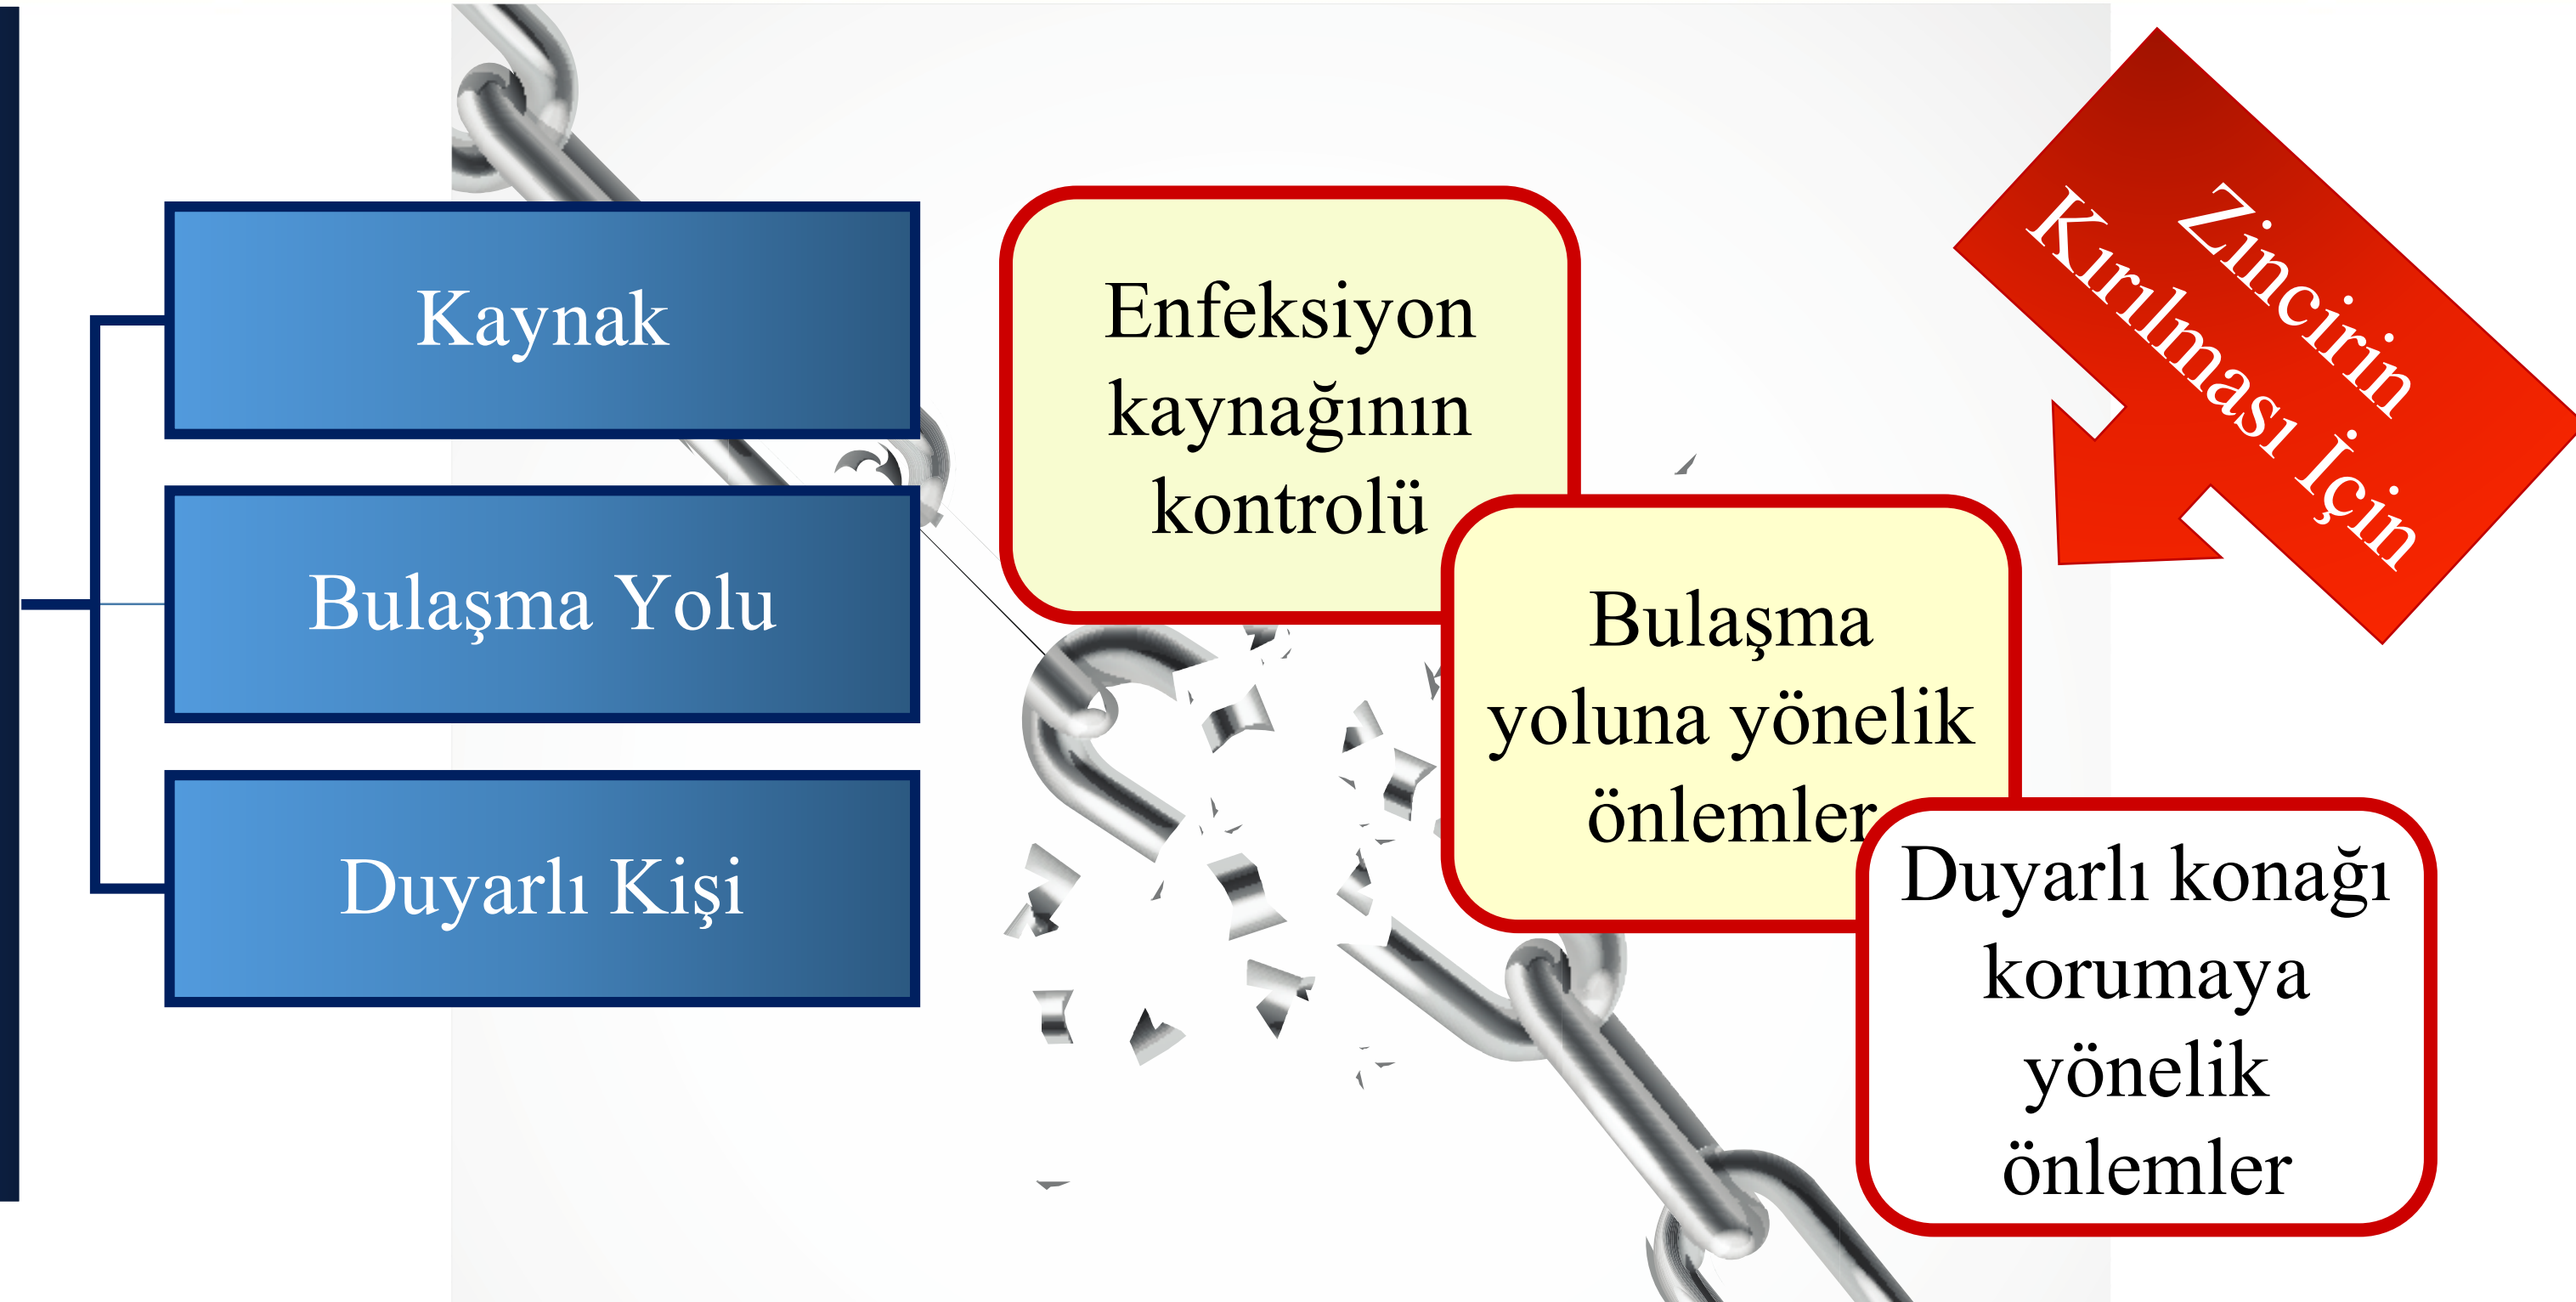 Kaynak
Bulaşma Yolu
Duyarlı Kişi
Enfeksiyon
kaynağının
kontrolü
Bulaşma
yoluna yönelik
önlemler
Duyarlı konağı
korumaya
yönelik
önlemler
Zincirin
Kırılması İçin